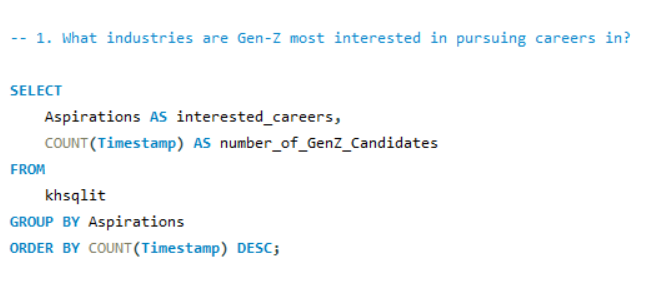 -- 1. What industries are Gen-Z most interested in pursuing careers in?
SELECT
Aspirations AS interested_careers,
COUNT(Timestamp) AS number_of_GenZ_Candidates
FROM
khsqlit
GROUP BY Aspirations
ORDER BY COUNT(Timestamp) DESC;